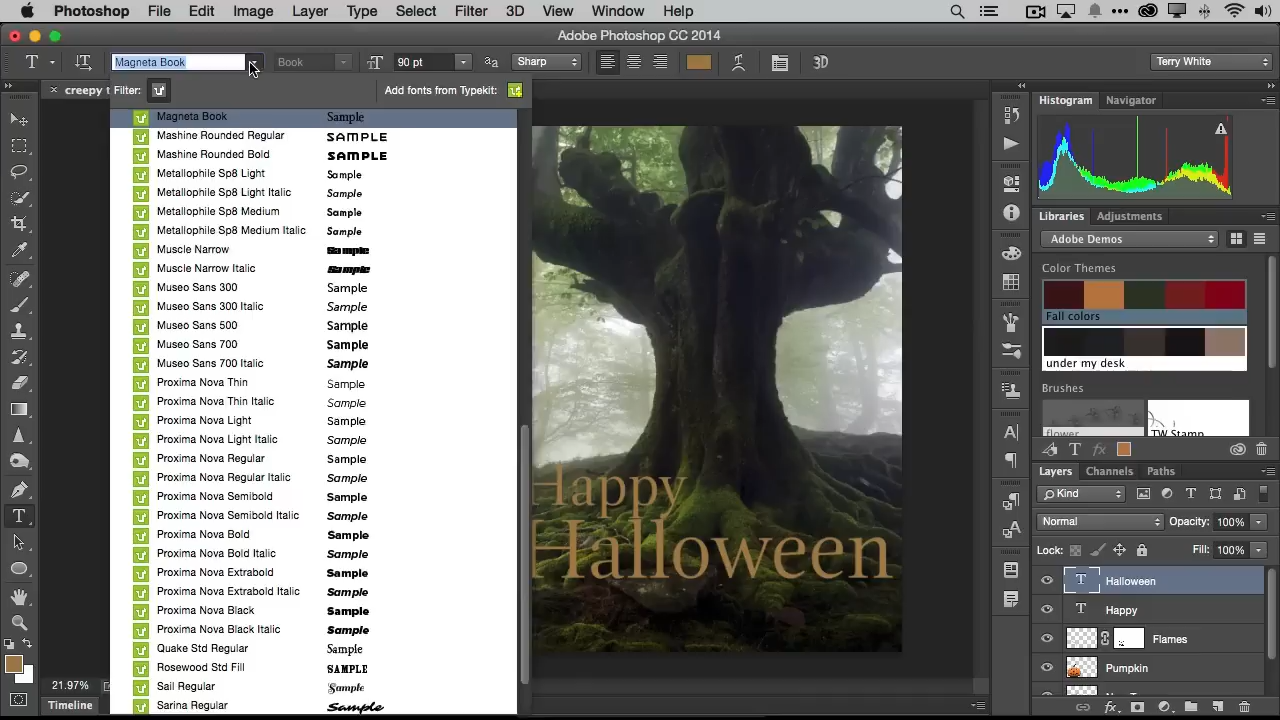 Photoshop File Edit Image Layer Type Select Filter 3D View Window Help
Adobe Photoshop CC 2014
Magneta Book Book 90 pt Sharp 3D Terry White
Filter: Add fonts from Typekit:
creepy t
Magneta Book Sample
Mashine Rounded Regular SAMPLE
Mashine Rounded Bold SAMPLE
Metallophile Sp8 Light Sample
Metallophile Sp8 Light Italic Sample
Metallophile Sp8 Medium Sample
Metallophile Sp8 Medium Italic Sample
Muscle Narrow Sample
Muscle Narrow Italic Sample
Museo Sans 300 Sample
Museo Sans 300 Italic Sample
Museo Sans 500 Sample
Museo Sans 700 Sample
Museo Sans 700 Italic Sample
Proxima Nova Thin Sample
Proxima Nova Thin Italic Sample
Proxima Nova Light Sample
Proxima Nova Light Italic Sample
Proxima Nova Regular Sample
Proxima Nova Regular Italic Sample
Proxima Nova Semibold Sample
Proxima Nova Semibold Italic Sample
Proxima Nova Bold Sample
Proxima Nova Bold Italic Sample
Proxima Nova Extrabold Sample
Proxima Nova Extrabold Italic Sample
Proxima Nova Black Sample
Proxima Nova Black Italic Sample
Quake Std Regular Sample
Rosewood Std Fill SAMPLE
Sail Regular Sample
Sarina Regular Sample
Happy
Halloween
21.97%
Timeline
Histogram Navigator
Libraries Adjustments
Adobe Demos
Color Themes
Fall colors
under my desk
Brushes
flower TW Stamp
Layers Channels Paths
Kind
Normal Opacity: 100%
Lock: Fill: 100%
Halloween
Happy
Flames
Pumpkin